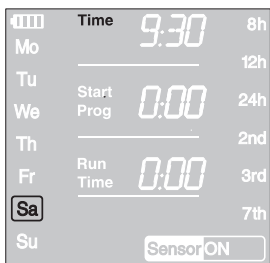 Time 9:30 8h
Mo
12h
Tu
Start Prog 0:00 24h
We
Th 2nd
Run Time 0:00 3rd
Fr
Sa 7th
Su Sensor ON